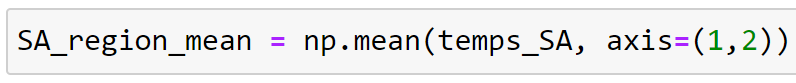 SA_region_mean = np.mean(temps_SA, axis=(1,2))